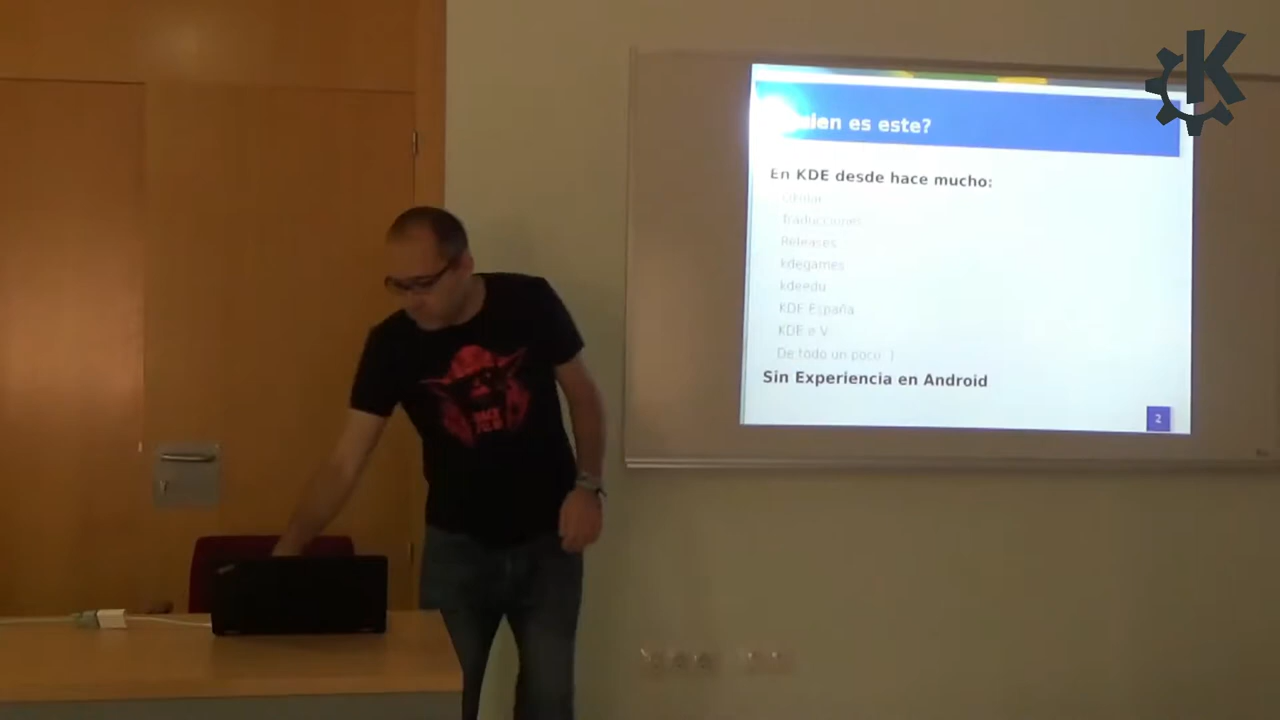 es este?
En KDE desde hace mucho:
Okular
Traducciones
Releases
kdegames
kdeedu
KDE España
KDE e.V
De todo un poco :)
Sin Experiencia en Android
2
K